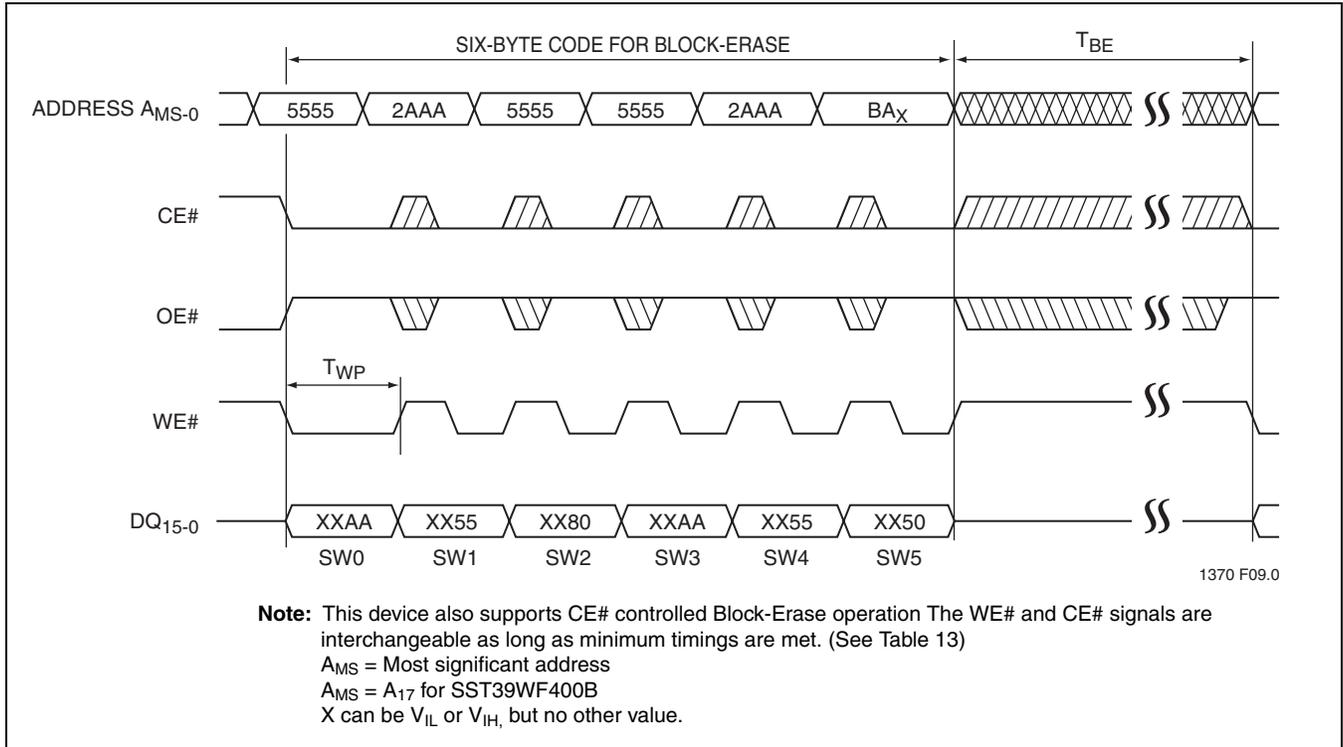 SIX-BYTE CODE FOR BLOCK-ERASE
TBE
ADDRESS AMS-0
5555 2AAA 5555 5555 2AAA BAX
CE#
OE#
TWP
WE#
DQ15-0
XXAA XX55 XX80 XXAA XX55 XX50
SW0 SW1 SW2 SW3 SW4 SW5
1370 F09.0
Note: This device also supports CE# controlled Block-Erase operation The WE# and CE# signals are
interchangeable as long as minimum timings are met. (See Table 13)
AMS = Most significant address
AMS = A17 for SST39WF400B
X can be VIL or VIH, but no other value.